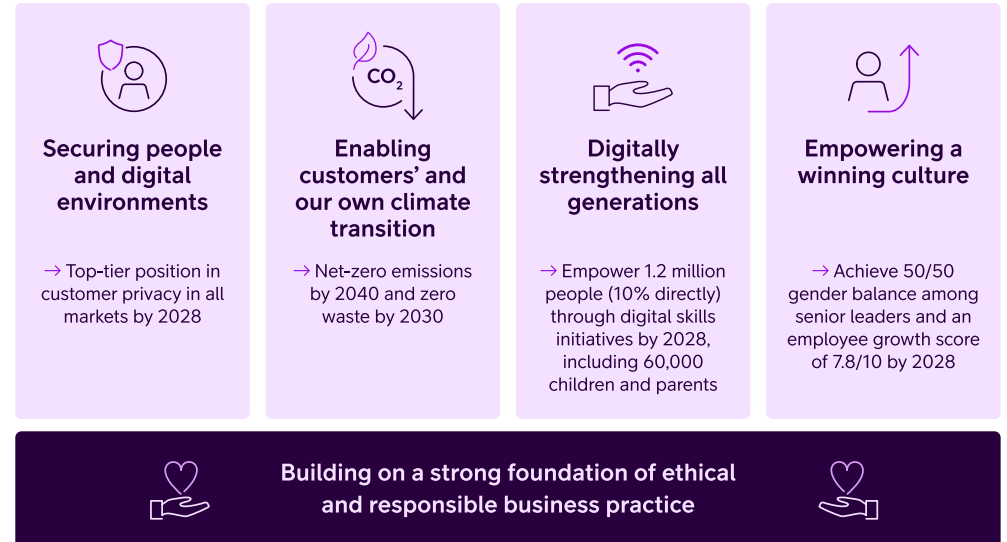 Securing people
and digital
environments
→ Top-tier position in
customer privacy in all
markets by 2028
CO₂
Enabling
customers’ and
our own climate
transition
→ Net-zero emissions
by 2040 and zero
waste by 2030
Digitally
strengthening all
generations
→ Empower 1.2 million
people (10% directly)
through digital skills
initiatives by 2028,
including 60,000
children and parents
Empowering a
winning culture
→ Achieve 50/50
gender balance among
senior leaders and an
employee growth score
of 7.8/10 by 2028
Building on a strong foundation of ethical
and responsible business practice